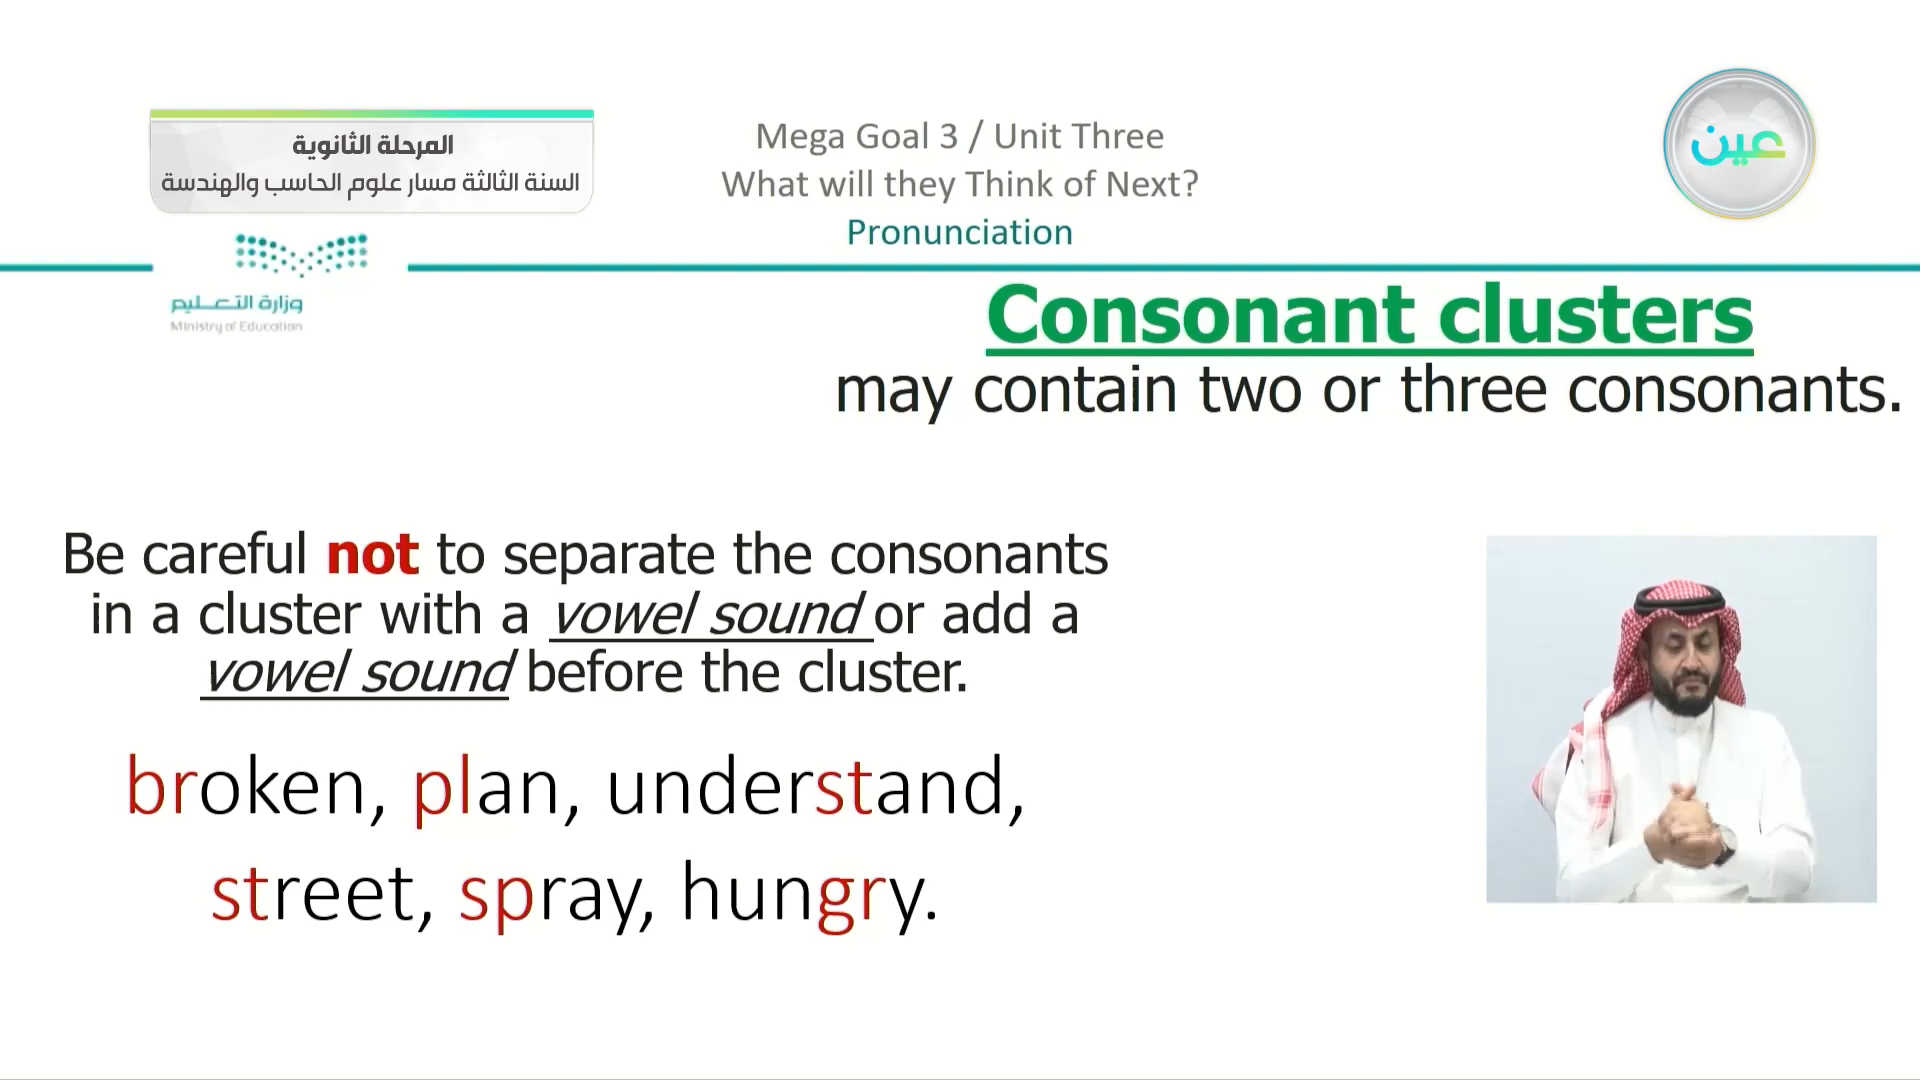 المرحلة الثانوية
السنة الثالثة مسار علوم الحاسب والهندسة
Mega Goal 3 / Unit Three
What will they Think of Next?
Pronunciation
عين
وزارة التعليم
Ministry of Education
Consonant clusters
may contain two or three consonants.
Be careful not to separate the consonants
in a cluster with a vowel sound or add a
vowel sound before the cluster.
broken, plan, understand,
street, spray, hungry.